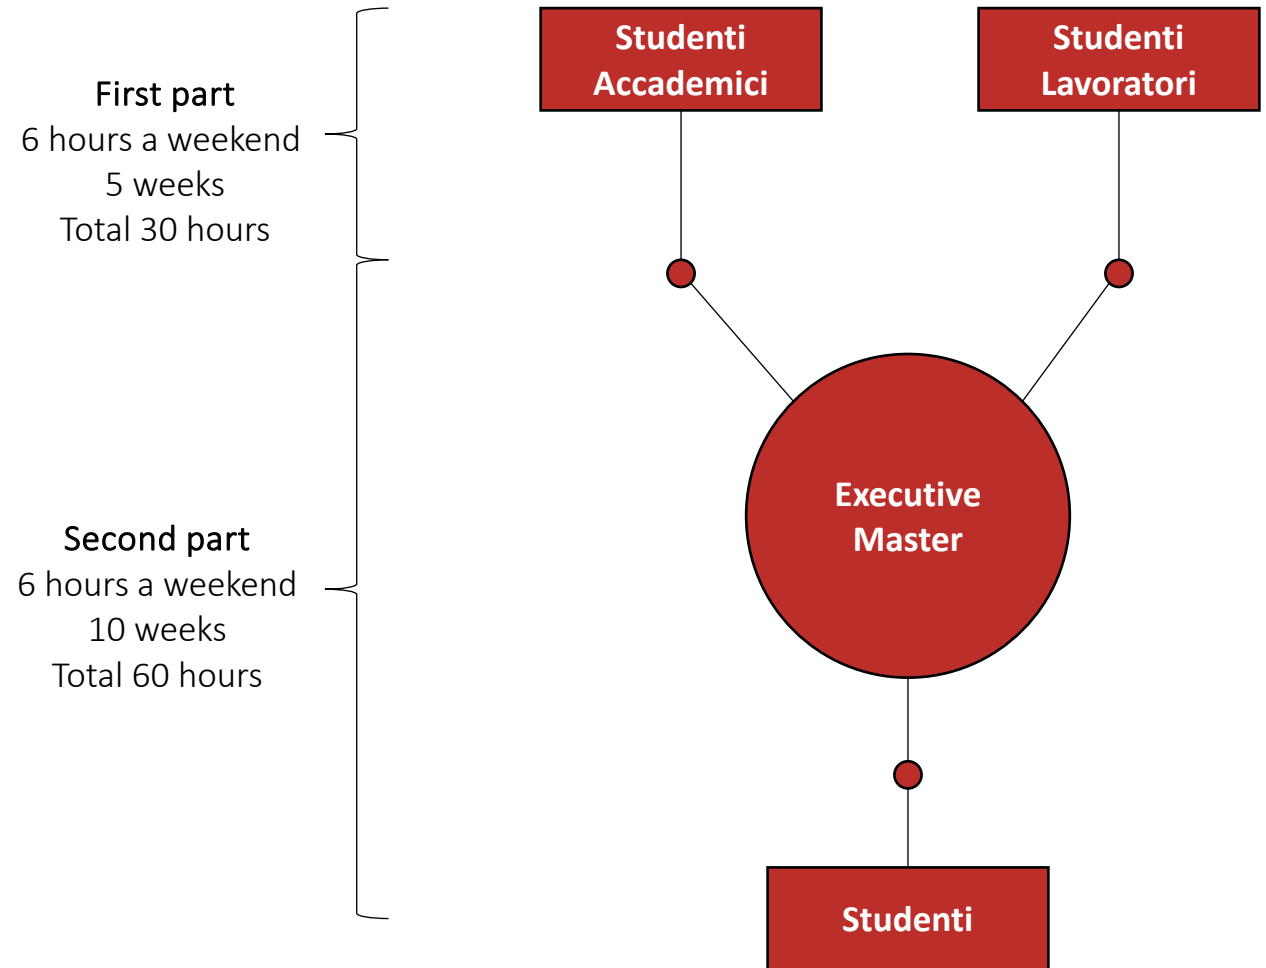 Studenti
Accademici
Studenti
Lavoratori
First part
6 hours a weekend
5 weeks
Total 30 hours
Executive
Master
Second part
6 hours a weekend
10 weeks
Total 60 hours
Studenti